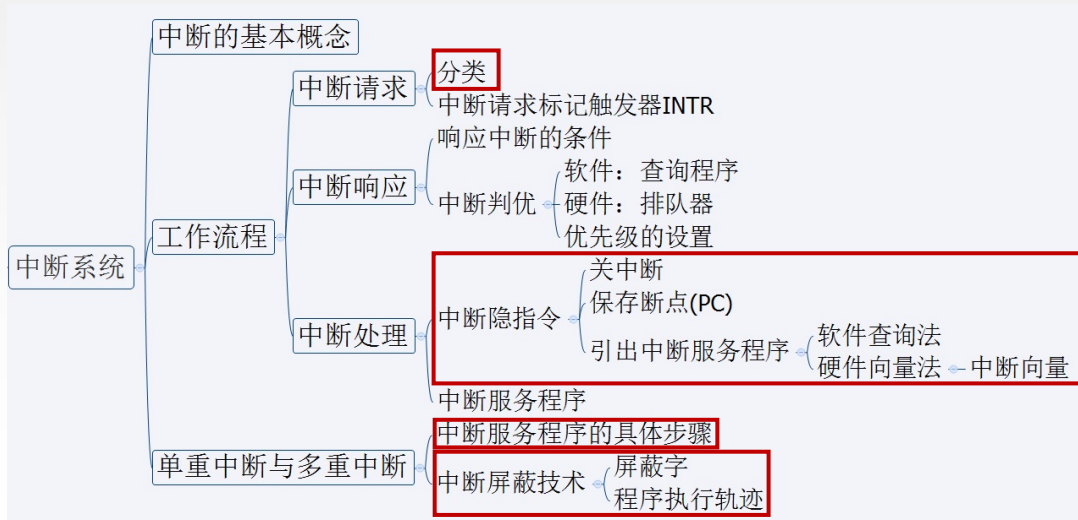 中断系统
中断的基本概念
工作流程
中断请求
分类
中断请求标记触发器INTR
中断响应
响应中断的条件
中断判优
软件：查询程序
硬件：排队器
优先级的设置
中断处理
中断隐指令
关中断
保存断点(PC)
引出中断服务程序
软件查询法
硬件向量法
中断向量
中断服务程序
单重中断与多重中断
中断服务程序的具体步骤
中断屏蔽技术
屏蔽字
程序执行轨迹